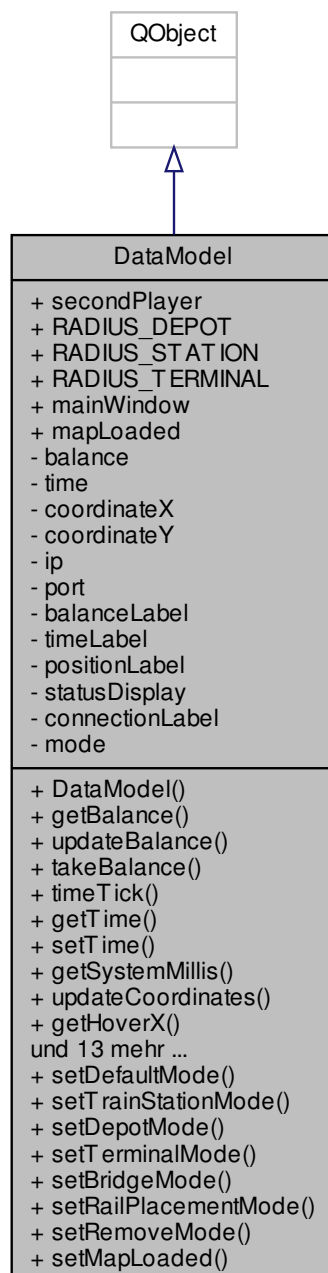 QObject
DataModel
+ secondPlayer
+ RADIUS_DEPOT
+ RADIUS_STATION
+ RADIUS_TERMINAL
+ mainWindow
+ mapLoaded
- balance
- time
- coordinateX
- coordinateY
- ip
- port
- balanceLabel
- timeLabel
- positionLabel
- statusDisplay
- connectionLabel
- mode
+ DataModel()
+ getBalance()
+ updateBalance()
+ takeBalance()
+ timeTick()
+ getTime()
+ setTime()
+ getSystemMillis()
+ updateCoordinates()
+ getHoverX()
und 13 mehr ...
+ setDefaultMode()
+ setTrainStationMode()
+ setDepotMode()
+ setTerminalMode()
+ setBridgeMode()
+ setRailPlacementMode()
+ setRemoveMode()
+ setMapLoaded()